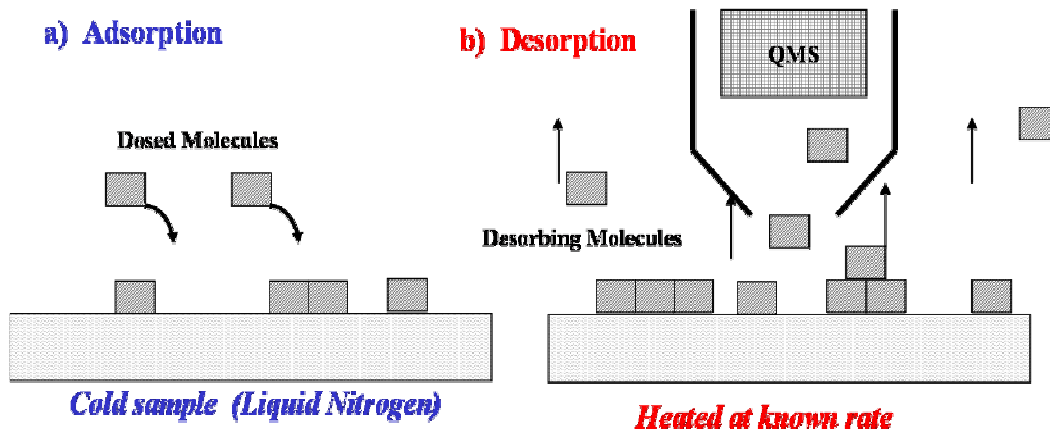 a) Adsorption
Dosed Molecules
Cold sample (Liquid Nitrogen)
b) Desorption
QMS
Desorbing Molecules
Heated at known rate